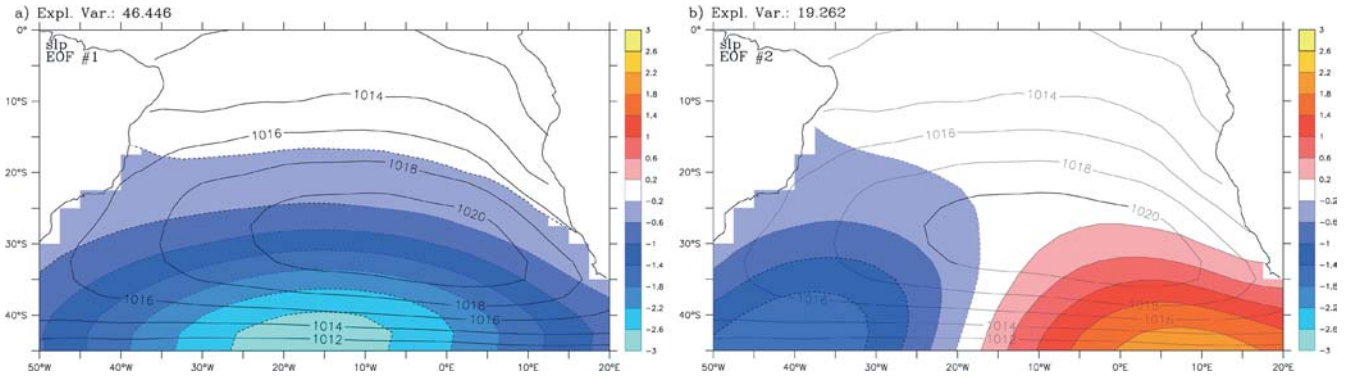 a) Expl. Var.: 46.446
slp
EOF #1
0°
10°S
20°S
30°S
40°S
50°W
40°W
30°W
20°W
10°W
0°
10°E
20°E
1014
1016
1018
1020
1016
1018
1016
1014
1012
3
2.6
2.2
1.8
1.4
1
0.6
0.2
-0.2
-0.6
-1
-1.4
-1.8
-2.2
-2.6
-3
b) Expl. Var.: 19.262
slp
EOF #2
0°
10°S
20°S
30°S
40°S
50°W
40°W
30°W
20°W
10°W
0°
10°E
20°E
1014
1016
1018
1020
1016
1018
1016
1014
1012
3
2.6
2.2
1.8
1.4
1
0.6
0.2
-0.2
-0.6
-1
-1.4
-1.8
-2.2
-2.6
-3